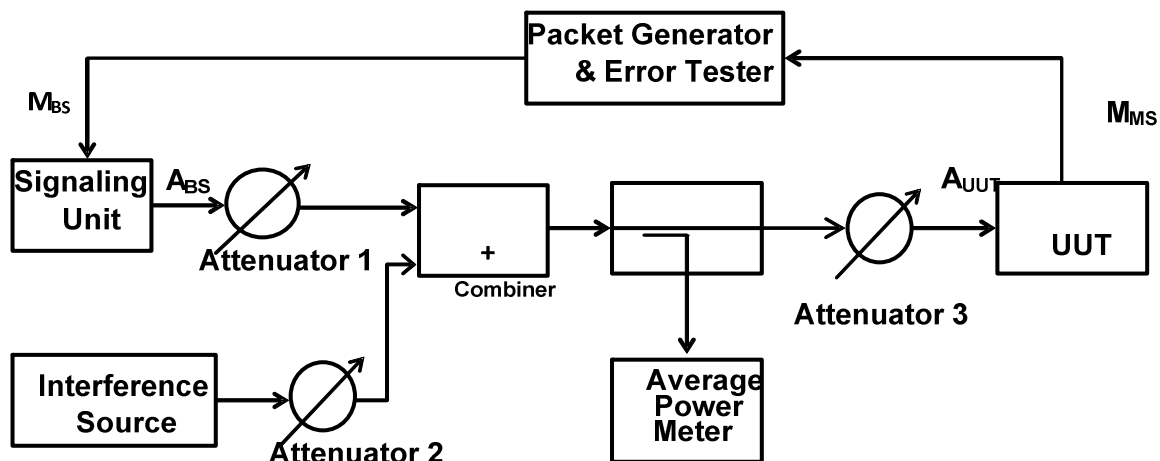 Packet Generator
& Error Tester
MBS
MMS
Signaling
Unit
ABS
AUUT
Attenuator 1
+
Combiner
UUT
Attenuator 3
Interference
Source
Attenuator 2
Average
Power
Meter